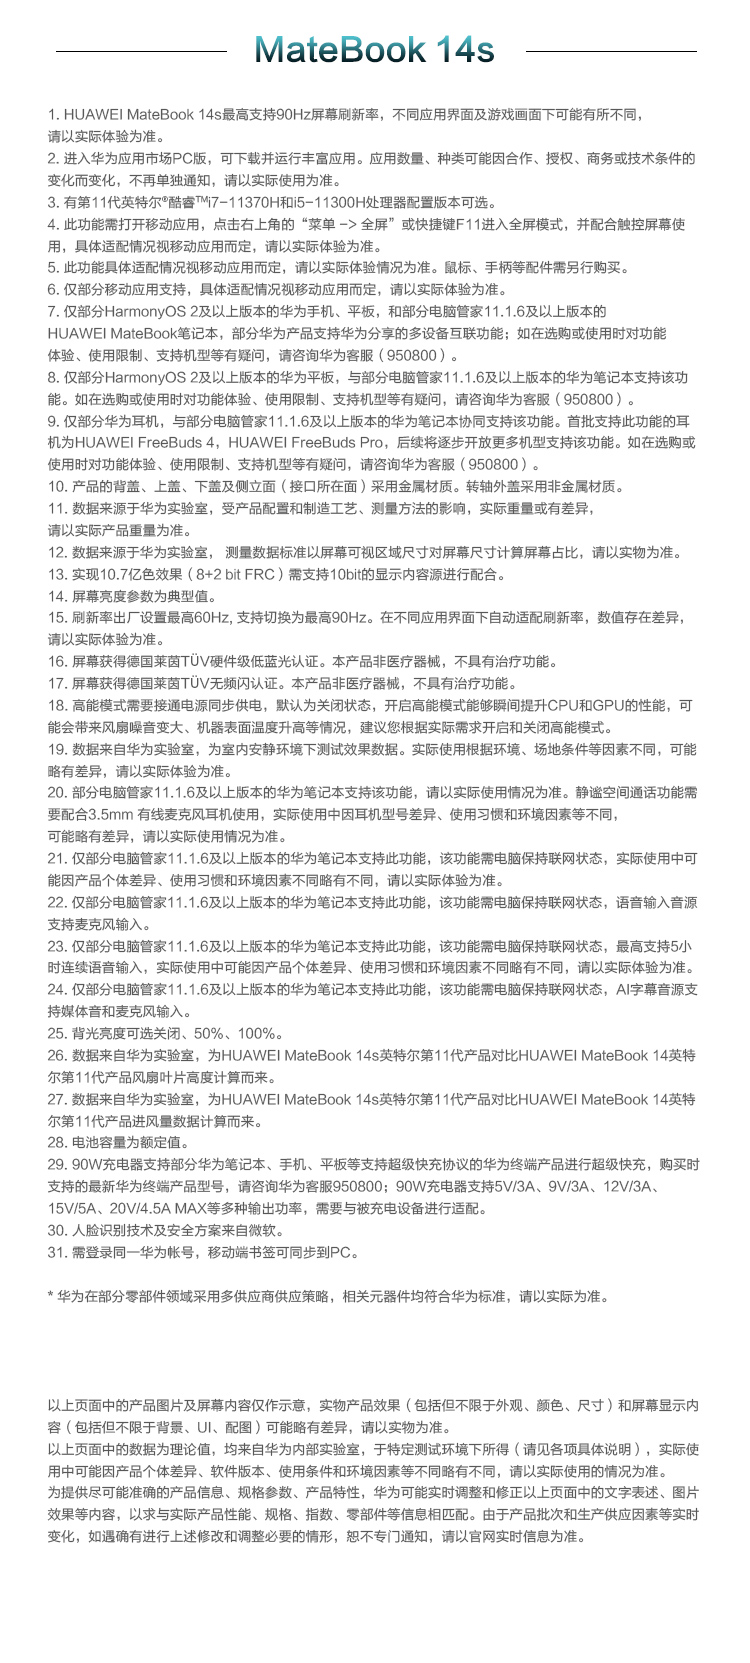 MateBook 14s
1. HUAWEI MateBook 14s最高支持90Hz屏幕刷新率，不同应用界面及游戏画面下可能有所不同，
请以实际体验为准。
2. 进入华为应用市场PC版，可下载并运行丰富应用。应用数量、种类可能因合作、授权、商务或技术条件的
变化而变化，不再单独通知，请以实际使用为准。
3. 有第11代英特尔®酷睿™i7-11370H和i5-11300H处理器配置版本可选。
4. 此功能需打开移动应用，点击右上角的“菜单 -> 全屏”或快捷键F11进入全屏模式，并配合触控屏幕使
用，具体适配情况视移动应用而定，请以实际体验为准。
5. 此功能具体适配情况视移动应用而定，请以实际体验情况为准。鼠标、手柄等配件需另行购买。
6. 仅部分移动应用支持，具体适配情况视移动应用而定，请以实际体验为准。
7. 仅部分HarmonyOS 2及以上版本的华为手机、平板，和部分电脑管家11.1.6及以上版本的
HUAWEI MateBook笔记本，部分华为产品支持华为分享的多设备互联功能；如在选购或使用时对功能
体验、使用限制、支持机型等有疑问，请咨询华为客服（950800）。
8. 仅部分HarmonyOS 2及以上版本的华为平板，与部分电脑管家11.1.6及以上版本的华为笔记本支持该功
能。如在选购或使用时对功能体验、使用限制、支持机型等有疑问，请咨询华为客服（950800）。
9. 仅部分华为耳机，与部分电脑管家11.1.6及以上版本的华为笔记本协同支持该功能。首批支持此功能的耳
机为HUAWEI FreeBuds 4，HUAWEI FreeBuds Pro，后续将逐步开放更多机型支持该功能。如在选购或
使用时对功能体验、使用限制、支持机型等有疑问，请咨询华为客服（950800）。
10. 产品的背盖、上盖、下盖及侧立面（接口所在面）采用金属材质。转轴外盖采用非金属材质。
11. 数据来源于华为实验室，受产品配置和制造工艺、测量方法的影响，实际重量或有差异，
请以实际产品重量为准。
12. 数据来源于华为实验室， 测量数据标准以屏幕可视区域尺寸对屏幕尺寸计算屏幕占比，请以实物为准。
13. 实现10.7亿色效果（8+2 bit FRC）需支持10bit的显示内容源进行配合。
14. 屏幕亮度参数为典型值。
15. 刷新率出厂设置最高60Hz, 支持切换为最高90Hz。在不同应用界面下自动适配刷新率，数值存在差异，
请以实际体验为准。
16. 屏幕获得德国莱茵TÜV硬件级低蓝光认证。本产品非医疗器械，不具有治疗功能。
17. 屏幕获得德国莱茵TÜV无频闪认证。本产品非医疗器械，不具有治疗功能。
18. 高能模式需要接通电源同步供电，默认为关闭状态，开启高能模式能够瞬间提升CPU和GPU的性能，可
能会带来风扇噪音变大、机器表面温度升高等情况，建议您根据实际需求开启和关闭高能模式。
19. 数据来自华为实验室，为室内安静环境下测试效果数据。实际使用根据环境、场地条件等因素不同，可能
略有差异，请以实际体验为准。
20. 部分电脑管家11.1.6及以上版本的华为笔记本支持该功能，请以实际使用情况为准。静谧空间通话功能需
要配合3.5mm 有线麦克风耳机使用，实际使用中因耳机型号差异、使用习惯和环境因素等不同，
可能略有差异，请以实际使用情况为准。
21. 仅部分电脑管家11.1.6及以上版本的华为笔记本支持此功能，该功能需电脑保持联网状态，实际使用中可
能因产品个体差异、使用习惯和环境因素不同略有不同，请以实际体验为准。
22. 仅部分电脑管家11.1.6及以上版本的华为笔记本支持此功能，该功能需电脑保持联网状态，语音输入音源
支持麦克风输入。
23. 仅部分电脑管家11.1.6及以上版本的华为笔记本支持此功能，该功能需电脑保持联网状态，最高支持5小
时连续语音输入，实际使用中可能因产品个体差异、使用习惯和环境因素不同略有不同，请以实际体验为准。
24. 仅部分电脑管家11.1.6及以上版本的华为笔记本支持此功能，该功能需电脑保持联网状态，AI字幕音源支
持媒体音和麦克风输入。
25. 背光亮度可选关闭、50%、100%。
26. 数据来自华为实验室，为HUAWEI MateBook 14s英特尔第11代产品对比HUAWEI MateBook 14英特
尔第11代产品风扇叶片高度计算而来。
27. 数据来自华为实验室，为HUAWEI MateBook 14s英特尔第11代产品对比HUAWEI MateBook 14英特
尔第11代产品进风量数据计算而来。
28. 电池容量为额定值。
29. 90W充电器支持部分华为笔记本、手机、平板等支持超级快充协议的华为终端产品进行超级快充，购买时
支持的最新华为终端产品型号，请咨询华为客服950800；90W充电器支持5V/3A、9V/3A、12V/3A、
15V/5A、20V/4.5A MAX等多种输出功率，需要与被充电设备进行适配。
30. 人脸识别技术及安全方案来自微软。
31. 需登录同一华为帐号，移动端书签可同步到PC。
* 华为在部分零部件领域采用多供应商供应策略，相关元器件均符合华为标准，请以实际为准。
以上页面中的产品图片及屏幕内容仅作示意，实物产品效果（包括但不限于外观、颜色、尺寸）和屏幕显示内
容（包括但不限于背景、UI、配图）可能略有差异，请以实物为准。
以上页面中的数据为理论值，均来自华为内部实验室，于特定测试环境下所得（请见各项具体说明），实际使
用中可能因产品个体差异、软件版本、使用条件和环境因素等不同略有不同，请以实际使用的情况为准。
为提供尽可能准确的产品信息、规格参数、产品特性，华为可能实时调整和修正以上页面中的文字表述、图片
效果等内容，以求与实际产品性能、规格、指数、零部件等信息相匹配。由于产品批次和生产供应因素等实时
变化，如遇确有进行上述修改和调整必要的情形，恕不专门通知，请以官网实时信息为准。